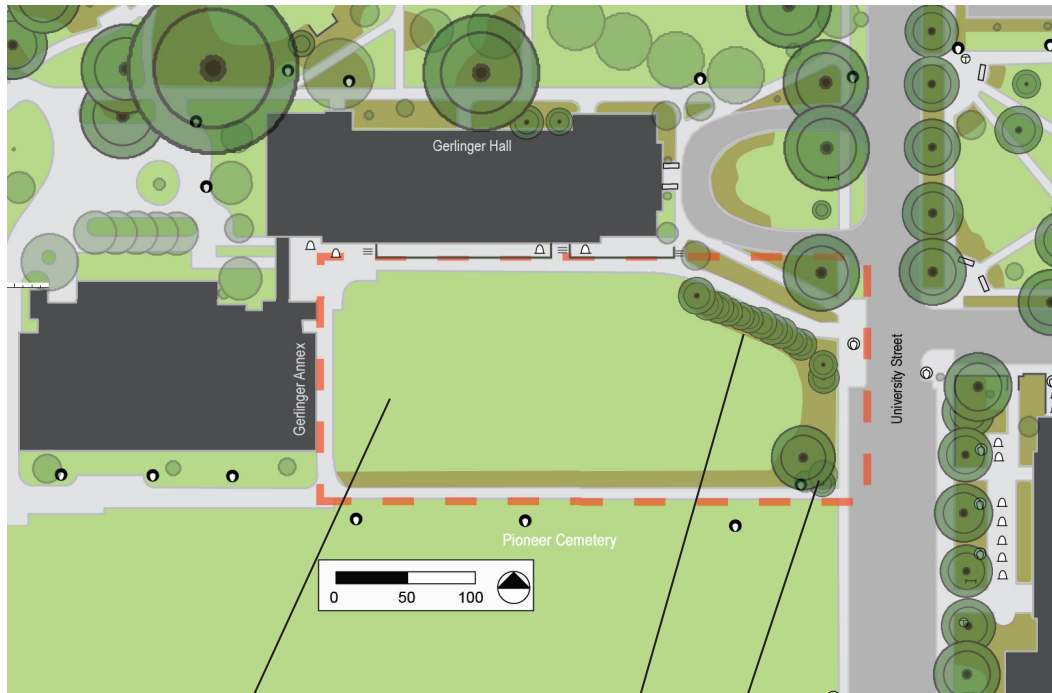 Gerlinger Hall
Gerlinger Annex
University Street
Pioneer Cemetery
0 50 100